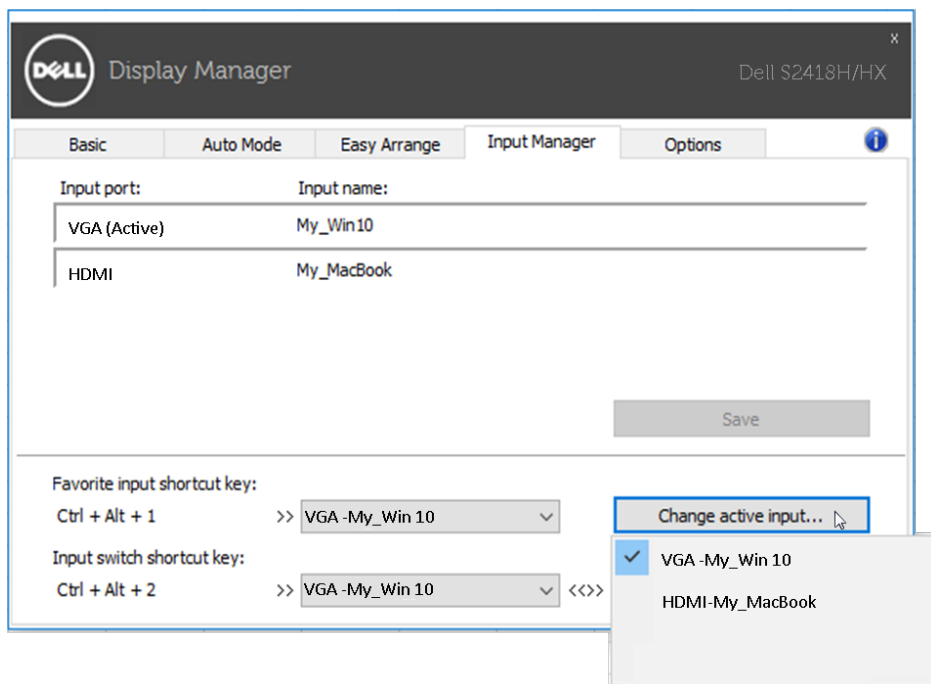 x
DELL Display Manager
Dell S2418H/HX
Basic Auto Mode Easy Arrange Input Manager Options i
Input port: Input name:
VGA (Active) My_Win10
HDMI My_MacBook
Save
Favorite input shortcut key:
Ctrl + Alt + 1 >> VGA -My_Win 10 Change active input...
Input switch shortcut key:
Ctrl + Alt + 2 >> VGA -My_Win 10 <<>>
VGA -My_Win 10
HDMI-My_MacBook